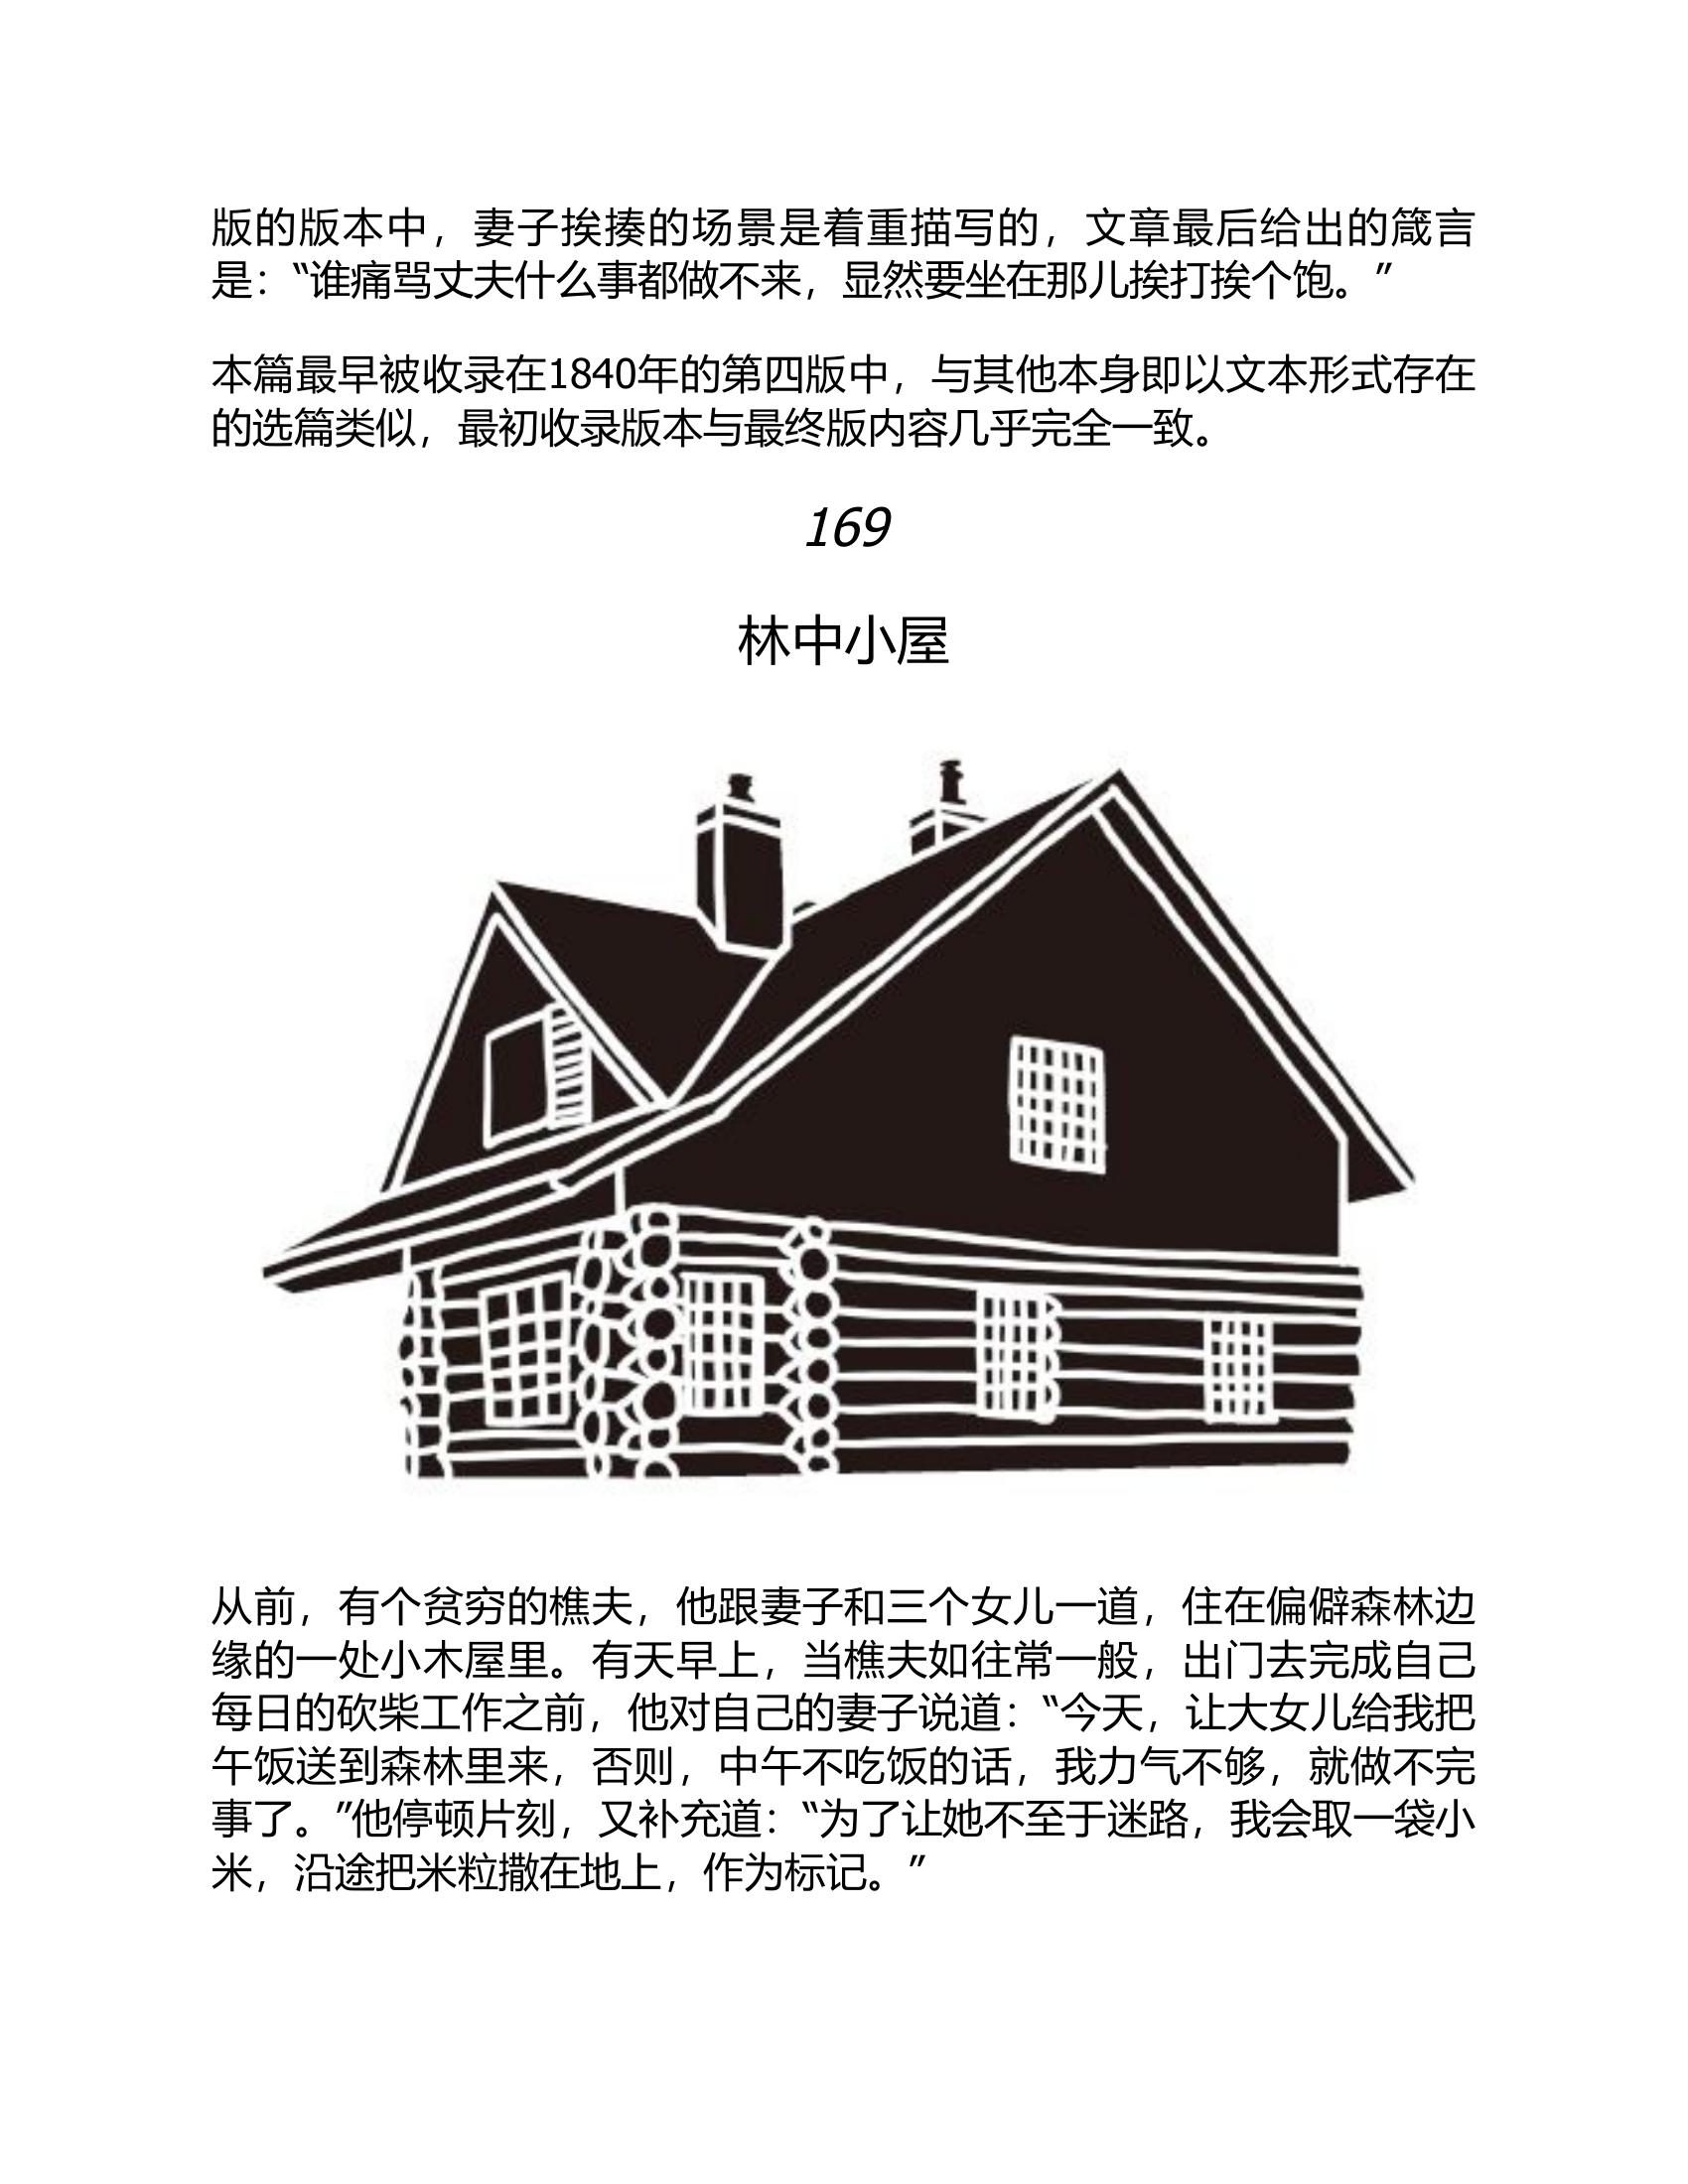 版的版本中，妻子挨揍的场景是着重描写的，文章最后给出的箴言
是：“谁痛骂丈夫什么事都做不来，显然要坐在那儿挨打挨个饱。”
本篇最早被收录在1840年的第四版中，与其他本身即以文本形式存在
的选篇类似，最初收录版本与最终版内容几乎完全一致。
169
林中小屋
从前，有个贫穷的樵夫，他跟妻子和三个女儿一道，住在偏僻森林边
缘的一处小木屋里。有天早上，当樵夫如往常一般，出门去完成自己
每日的砍柴工作之前，他对自己的妻子说道：“今天，让大女儿给我把
午饭送到森林里来，否则，中午不吃饭的话，我力气不够，就做不完
事了。”他停顿片刻，又补充道：“为了让她不至于迷路，我会取一袋小
米，沿途把米粒撒在地上，作为标记。”